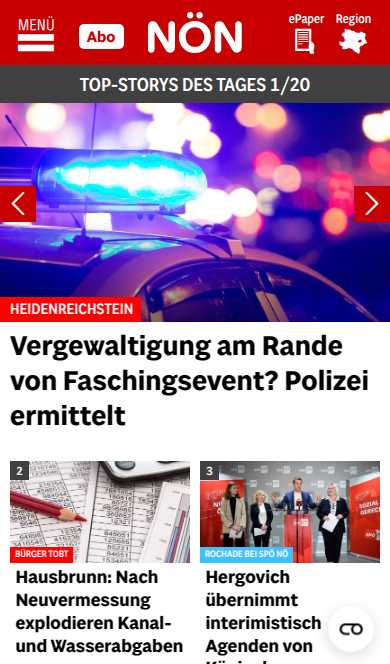 MENÜ
Abo
NÖN
ePaper
Region
TOP-STORYS DES TAGES 1/20
HEIDENREICHSTEIN
Vergewaltigung am Rande
von Faschingsevent? Polizei
ermittelt
2
BÜRGER TOBT
Hausbrunn: Nach
Neuvermessung
explodieren Kanal-
und Wasserabgaben
3
ROCHADE BEI SPÖ NÖ
Hergovich
übernimmt
interimistisch
Agenden von